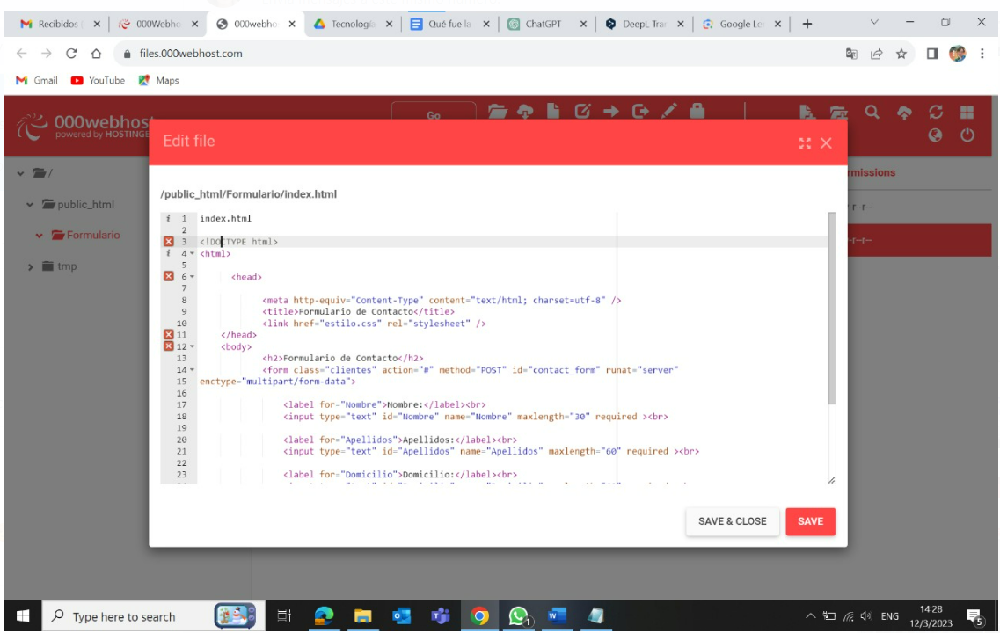 Recibidos
000Webho
000webho
Tecnología
Qué fue lo
ChatGPT
DeepL Tran
Google Le
files.000webhost.com
Gmail
YouTube
Maps
000webhost
powered by HOSTINGE
Go
Edit file
/
public_html
Formulario
tmp
rmissions
-r--r--
-r--r--
/public_html/Formulario/index.html
1 index.html
2
3 <!DOCTYPE html>
4 <html>
5
6 <head>
7
8 <meta http-equiv="Content-Type" content="text/html; charset=utf-8" />
9 <title>Formulario de Contacto</title>
10 <link href="estilo.css" rel="stylesheet" />
11 </head>
12 <body>
13 <h2>Formulario de Contacto</h2>
14 <form class="clientes" action="#" method="POST" id="contact_form" runat="server"
15 enctype="multipart/form-data">
16
17 <label for="Nombre">Nombre:</label><br>
18 <input type="text" id="Nombre" name="Nombre" maxlength="30" required ><br>
19
20 <label for="Apellidos">Apellidos:</label><br>
21 <input type="text" id="Apellidos" name="Apellidos" maxlength="60" required ><br>
22
23 <label for="Domicilio">Domicilio:</label><br>
SAVE & CLOSE
SAVE
Type here to search
ENG
14:28
12/3/2023
5